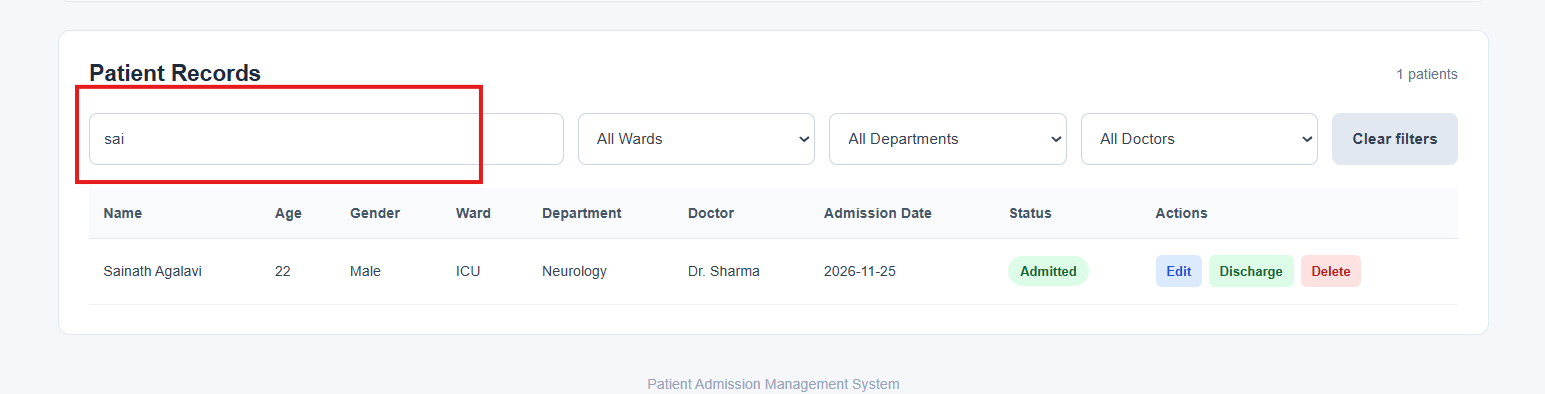 Patient Records
1 patients
sai
All Wards
All Departments
All Doctors
Clear filters
Name Age Gender Ward Department Doctor Admission Date Status Actions
Sainath Agalavi 22 Male ICU Neurology Dr. Sharma 2026-11-25 Admitted Edit Discharge Delete
Patient Admission Management System